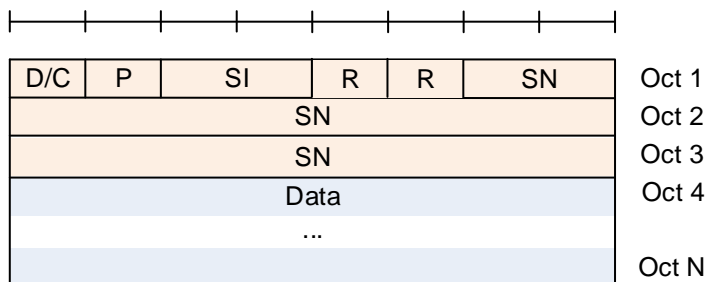 D/C P SI R R SN Oct 1
SN Oct 2
SN Oct 3
Data Oct 4
...
Oct N